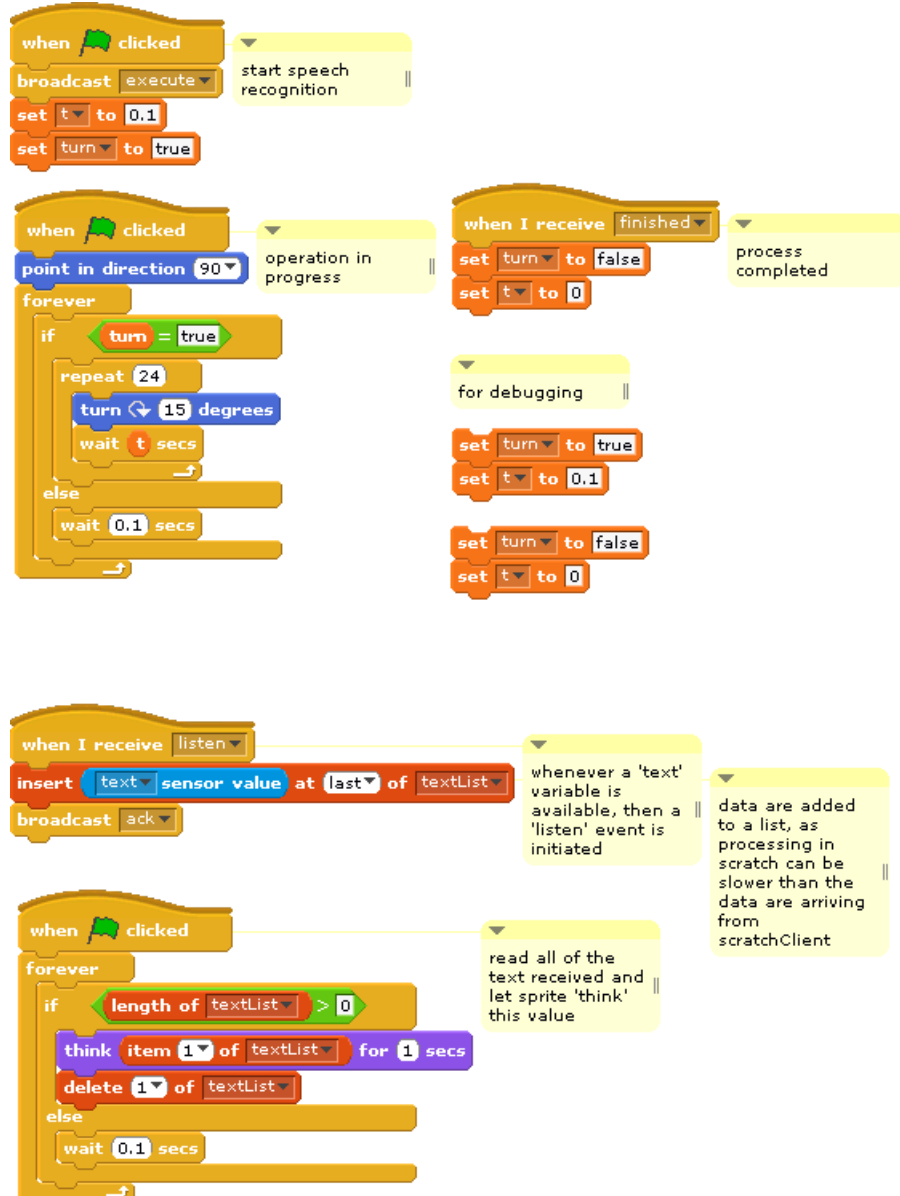 when clicked
broadcast execute
set t to 0.1
set turn to true
start speech
recognition
when clicked
point in direction 90
forever
if turn = true
repeat 24
turn 15 degrees
wait t secs
else
wait 0.1 secs
operation in
progress
when I receive finished
set turn to false
set t to 0
process
completed
for debugging
set turn to true
set t to 0.1
set turn to false
set t to 0
when I receive listen
insert text sensor value at last of textList
broadcast ack
whenever a 'text'
variable is
available, then a
'listen' event is
initiated
data are added
to a list, as
processing in
scratch can be
slower than the
data are arriving
from
scratchClient
when clicked
forever
if length of textList > 0
think item 1 of textList for 1 secs
delete 1 of textList
else
wait 0.1 secs
read all of the
text received and
let sprite 'think'
this value